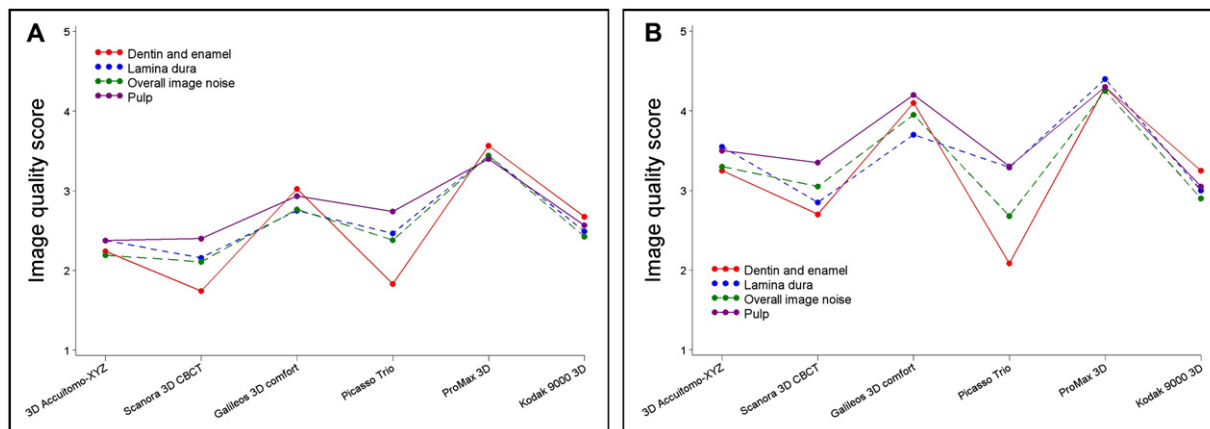 A
5
4
3
2
1
Image quality score
Dentin and enamel
Lamina dura
Overall image noise
Pulp
3D Accuitomo-XYZ
Scanora 3D CBCT
Galileos 3D comfort
Picasso Trio
ProMax 3D
Kodak 9000 3D
B
5
4
3
2
1
Image quality score
Dentin and enamel
Lamina dura
Overall image noise
Pulp
3D Accuitomo-XYZ
Scanora 3D CBCT
Galileos 3D comfort
Picasso Trio
ProMax 3D
Kodak 9000 3D